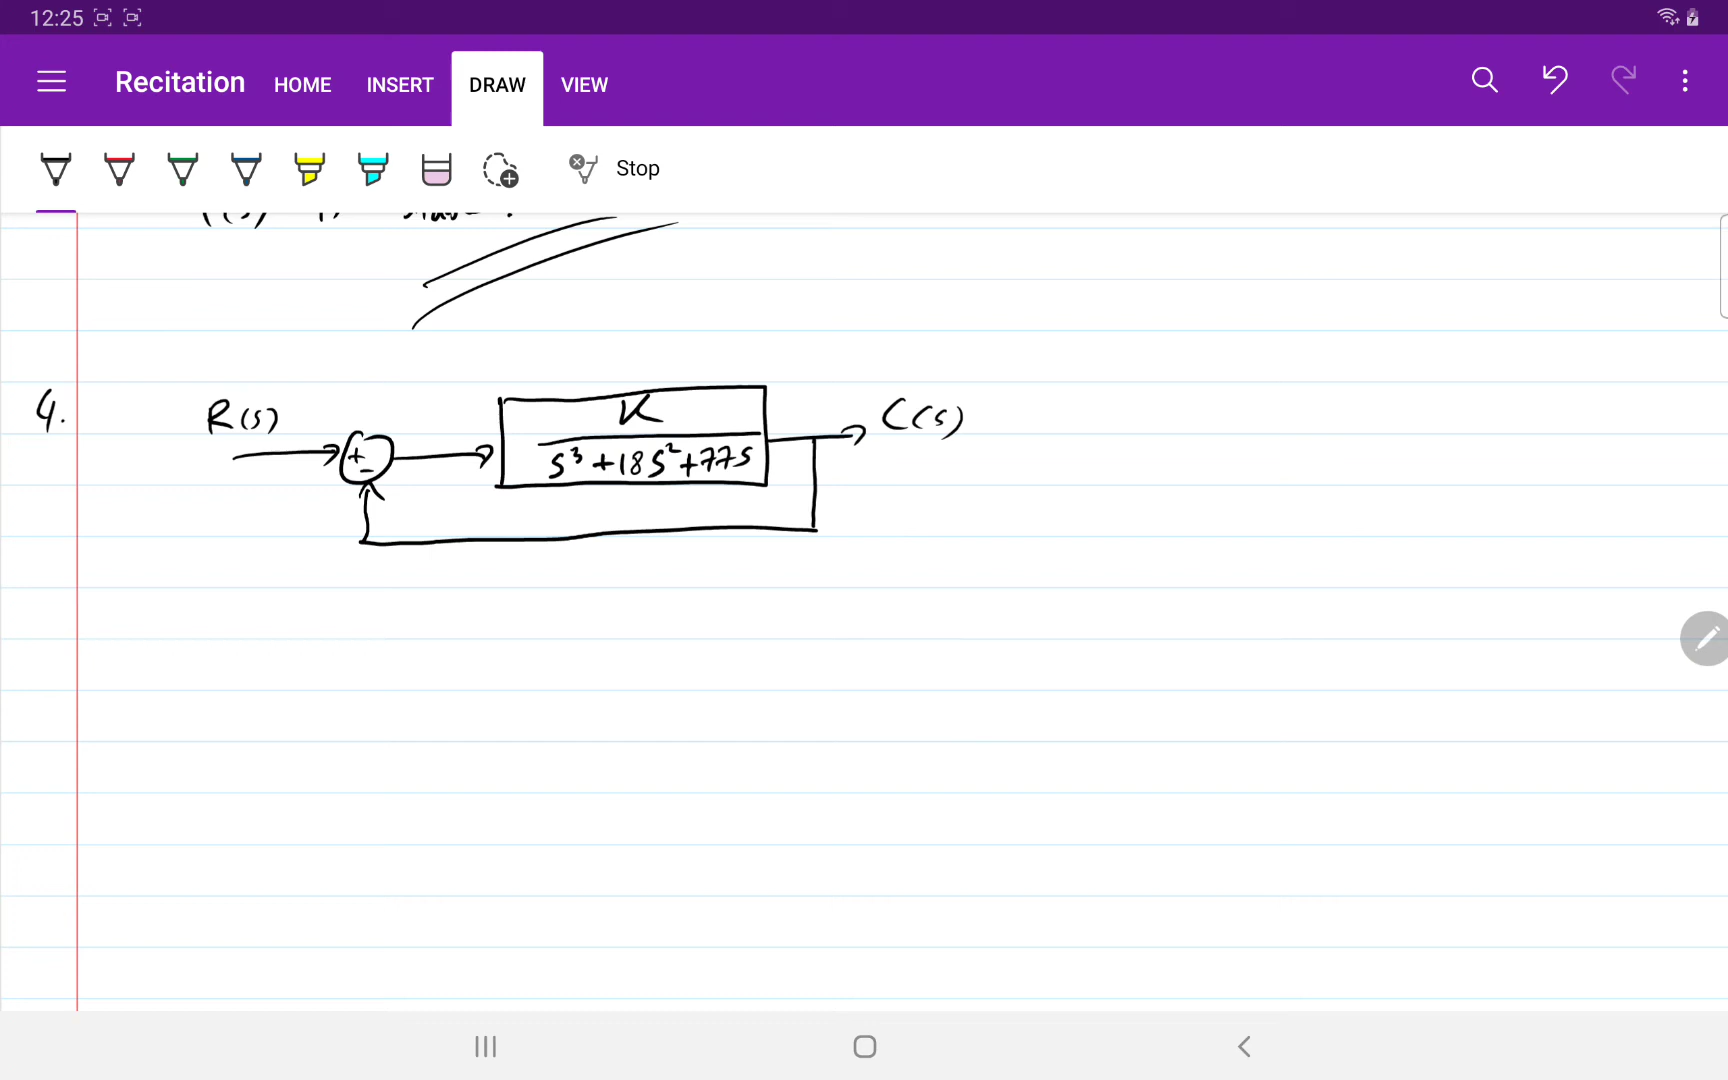 12:25
Recitation HOME INSERT DRAW VIEW
Stop
4.
R(s)
K
C(s)
+
-
s³+18s²+77s